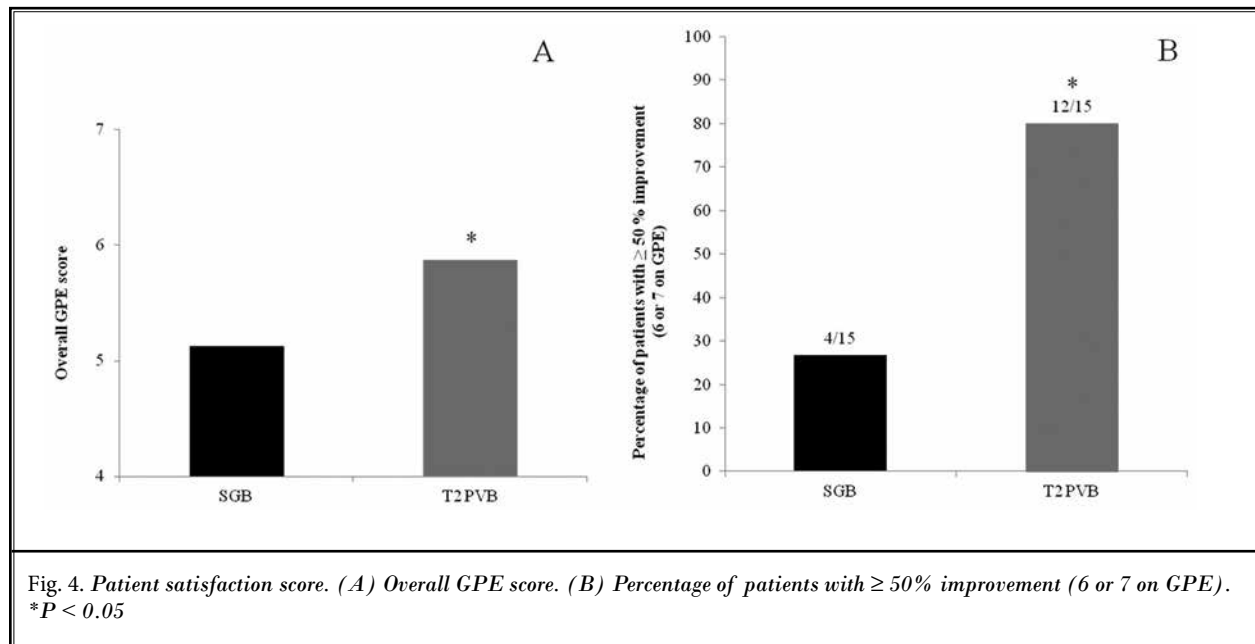 A
Overall GPE score
7
6
5
4
*
SGB
T2PVB
B
Percentage of patients with ≥ 50 % improvement
(6 or 7 on GPE)
100
90
80
70
60
50
40
30
20
10
0
4/15
*
12/15
SGB
T2PVB
Fig. 4. Patient satisfaction score. (A) Overall GPE score. (B) Percentage of patients with ≥ 50% improvement (6 or 7 on GPE).
*P < 0.05